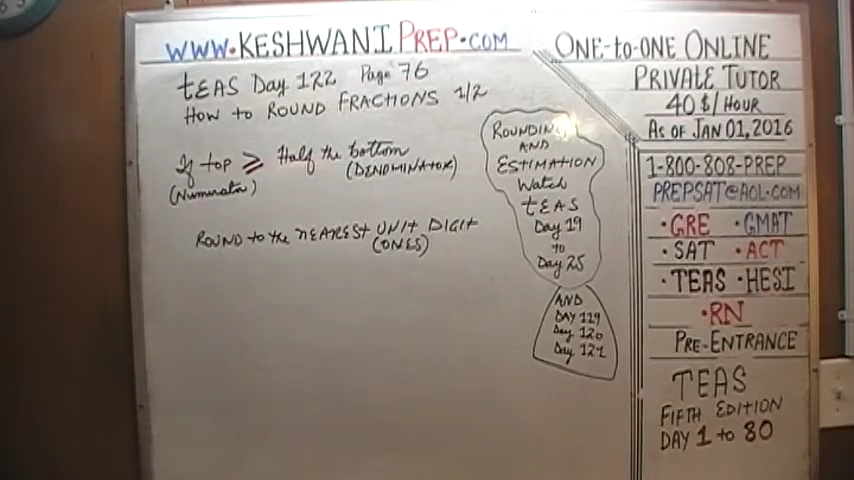 WWW.KESHWANIPREP.COM
TEAS Day 122 Page 76
HOW TO ROUND FRACTIONS 1/2
If top ≥ Half the bottom
(Numerator) (DENOMINATOR)
ROUND to the NEAREST UNIT DIGIT
(ONES)
ROUNDING
AND
ESTIMATION
Watch
TEAS
Day 19
TO
Day 25
AND
DAY 119
Day 120
Day 121
ONE-TO-ONE ONLINE
PRIVATE TUTOR
40 $/HOUR
AS OF JAN 01, 2016
1-800-808-PREP
PREPSAT@AOL.COM
•GRE •GMAT
•SAT •ACT
•TEAS •HESI
•RN
PRE-ENTRANCE
TEAS
FIFTH EDITION
DAY 1 TO 80